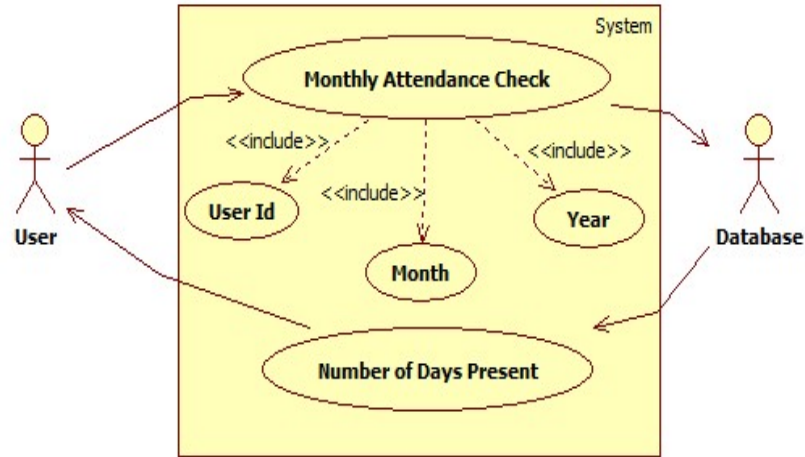 System
Monthly Attendance Check
<<include>>
<<include>>
<<include>>
User Id
Year
User
Database
Month
Number of Days Present